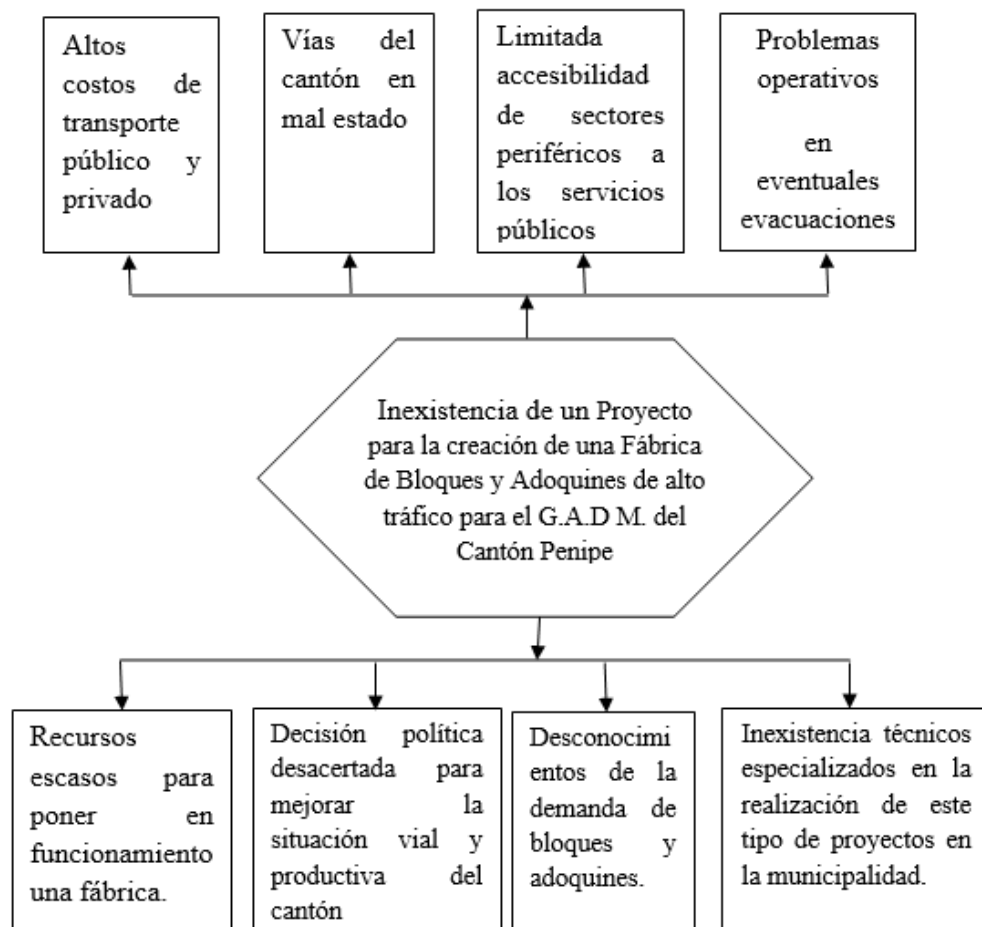 Altos
costos de
transporte
público y
privado
Vías del
cantón en
mal estado
Limitada
accesibilidad
de sectores
periféricos a
los servicios
públicos
Problemas
operativos
en
eventuales
evacuaciones
Inexistencia de un Proyecto
para la creación de una Fábrica
de Bloques y Adoquines de alto
tráfico para el G.A.D M. del
Cantón Penipe
Recursos
escasos para
poner en
funcionamiento
una fábrica.
Decisión política
desacertada para
mejorar la
situación vial y
productiva del
cantón
Desconocimi
entos de la
demanda de
bloques y
adoquines.
Inexistencia técnicos
especializados en la
realización de este
tipo de proyectos en
la municipalidad.